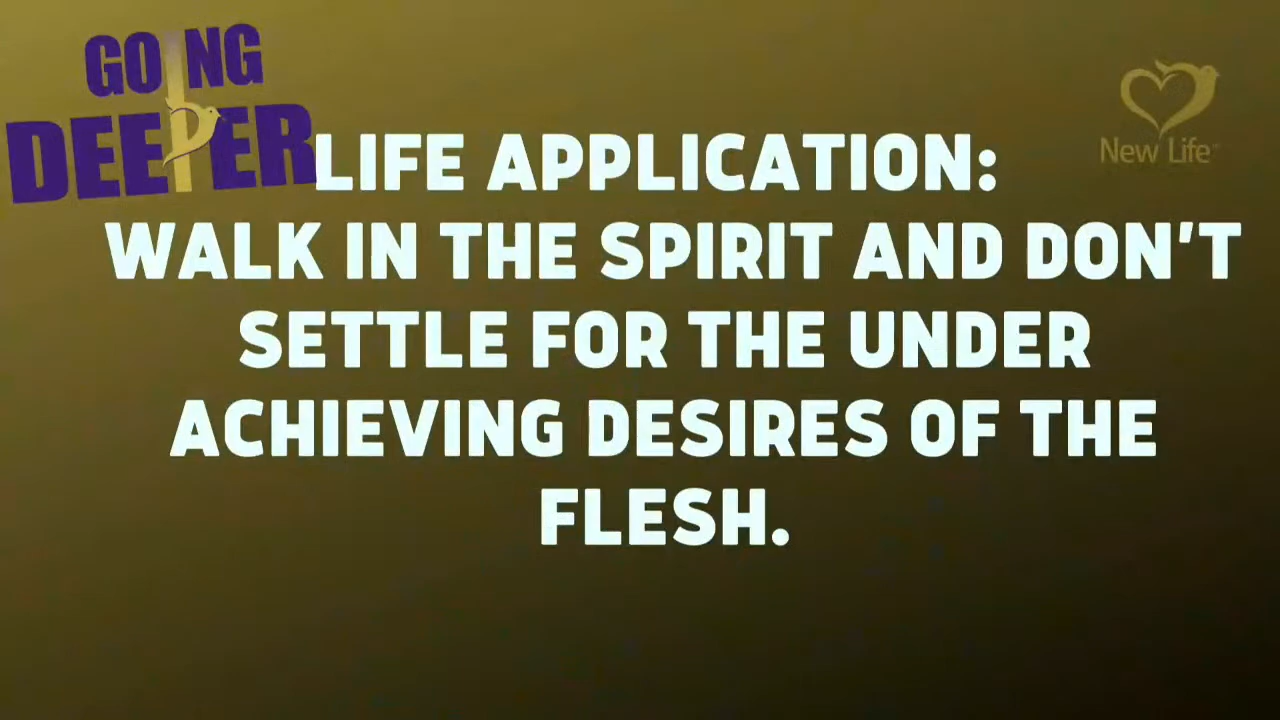 GOING
DEEPER
New Life
LIFE APPLICATION:
WALK IN THE SPIRIT AND DON'T
SETTLE FOR THE UNDER
ACHIEVING DESIRES OF THE
FLESH.